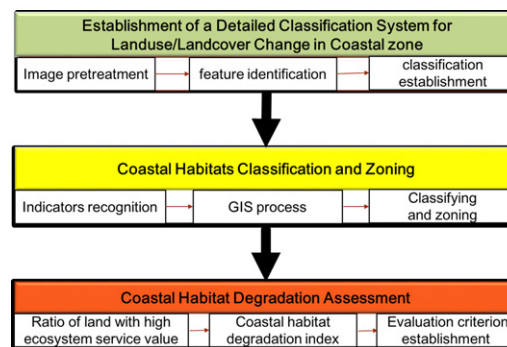 Establishment of a Detailed Classification System for
Landuse/Landcover Change in Coastal zone
Image pretreatment
feature identification
classification
establishment
Coastal Habitats Classification and Zoning
Indicators recognition
GIS process
Classifying
and zoning
Coastal Habitat Degradation Assessment
Ratio of land with high
ecosystem service value
Coastal habitat
degradation index
Evaluation criterion
establishment